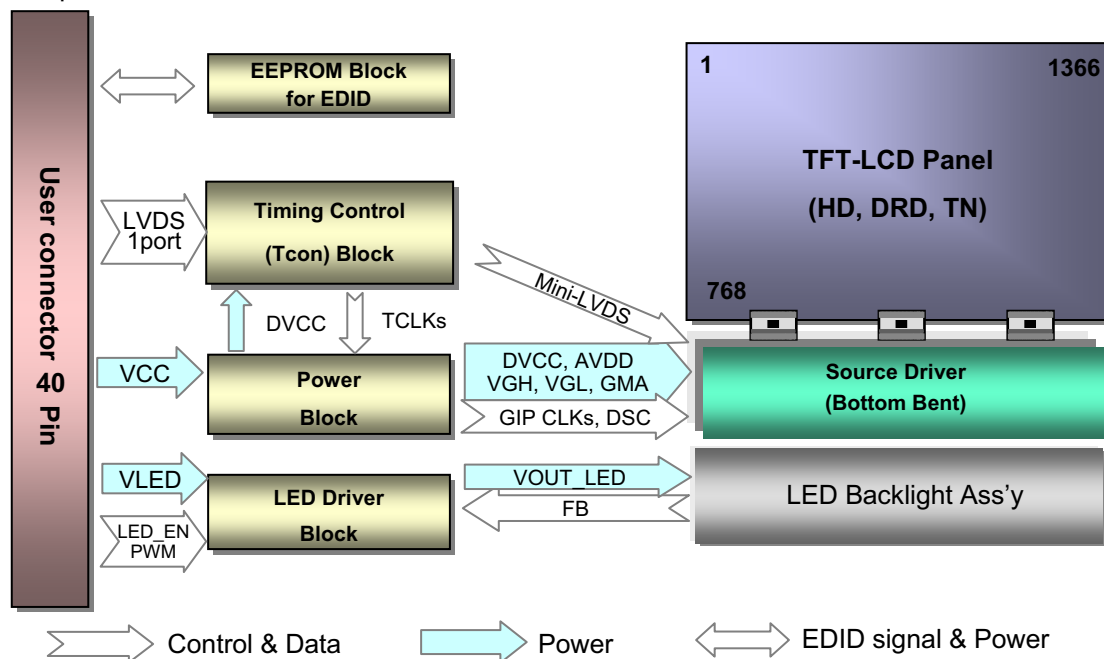 User connector 40 Pin
EEPROM Block
for EDID
LVDS
1port
Timing Control
(Tcon) Block
DVCC
TCLKs
Mini-LVDS
VCC
Power
Block
DVCC, AVDD
VGH, VGL, GMA
GIP CLKs, DSC
VLED
LED_EN
PWM
LED Driver
Block
VOUT_LED
FB
1
1366
TFT-LCD Panel
(HD, DRD, TN)
768
Source Driver
(Bottom Bent)
LED Backlight Ass’y
Control & Data
Power
EDID signal & Power